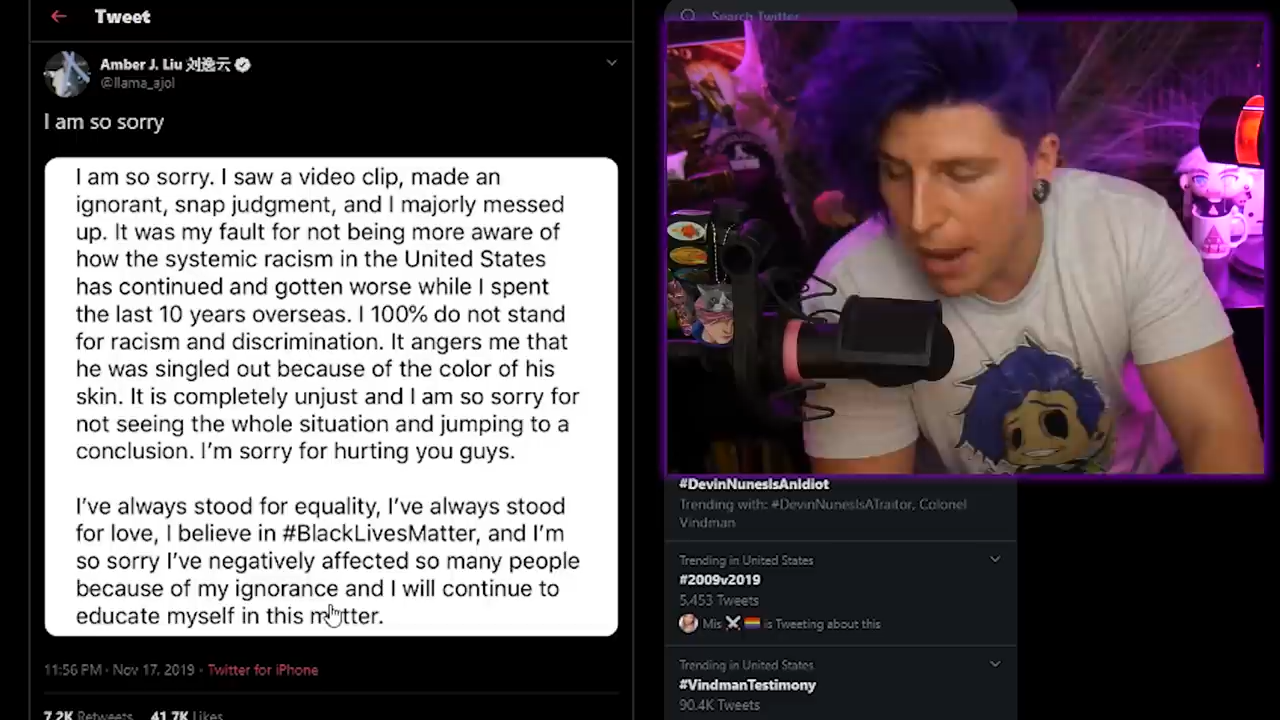 Tweet
Search Twitter
Amber J. Liu 刘逸云
@llama_ajol
I am so sorry
I am so sorry. I saw a video clip, made an
ignorant, snap judgment, and I majorly messed
up. It was my fault for not being more aware of
how the systemic racism in the United States
has continued and gotten worse while I spent
the last 10 years overseas. I 100% do not stand
for racism and discrimination. It angers me that
he was singled out because of the color of his
skin. It is completely unjust and I am so sorry for
not seeing the whole situation and jumping to a
conclusion. I'm sorry for hurting you guys.
I've always stood for equality, I've always stood
for love, I believe in #BlackLivesMatter, and I'm
so sorry I've negatively affected so many people
because of my ignorance and I will continue to
educate myself in this matter.
11:56 PM · Nov 17, 2019 · Twitter for iPhone
7.2K Retweets 41.7K Likes
#DevinNunesIsAnIdiot
Trending with: #DevinNunesIsATraitor, Colonel
Vindman
Trending in United States
#2009v2019
5,453 Tweets
Mis is Tweeting about this
Trending in United States
#VindmanTestimony
90.4K Tweets